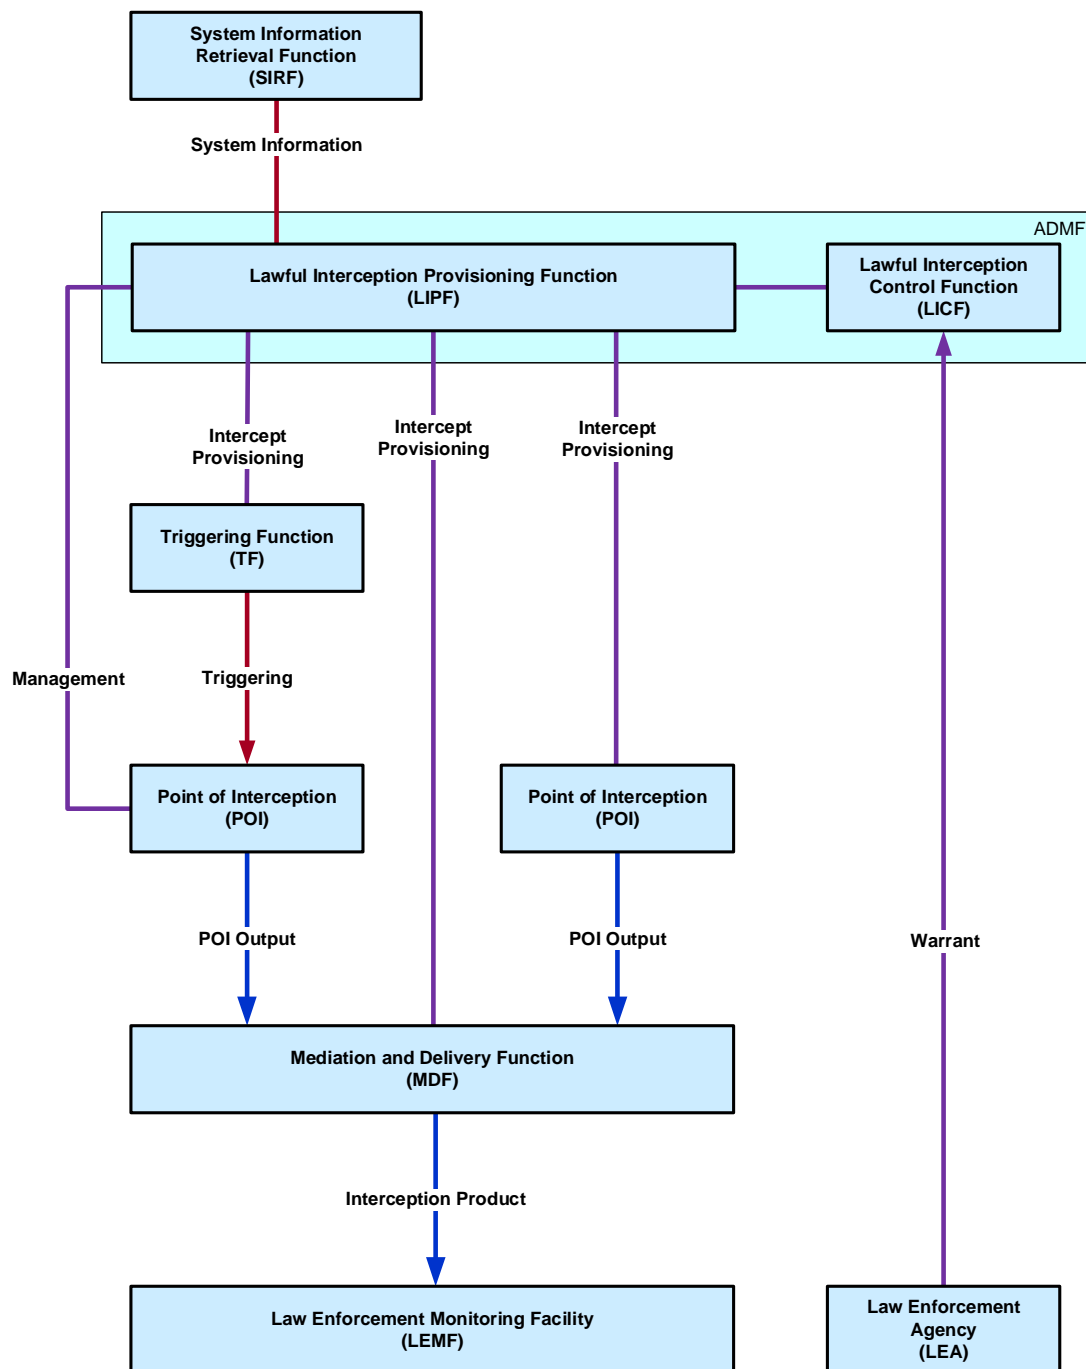 System Information
Retrieval Function
(SIRF)
System Information
ADMF
Lawful Interception Provisioning Function
(LIPF)
Lawful Interception
Control Function
(LICF)
Intercept
Provisioning
Intercept
Provisioning
Intercept
Provisioning
Triggering Function
(TF)
Management
Triggering
Point of Interception
(POI)
Point of Interception
(POI)
POI Output
POI Output
Warrant
Mediation and Delivery Function
(MDF)
Interception Product
Law Enforcement Monitoring Facility
(LEMF)
Law Enforcement
Agency
(LEA)